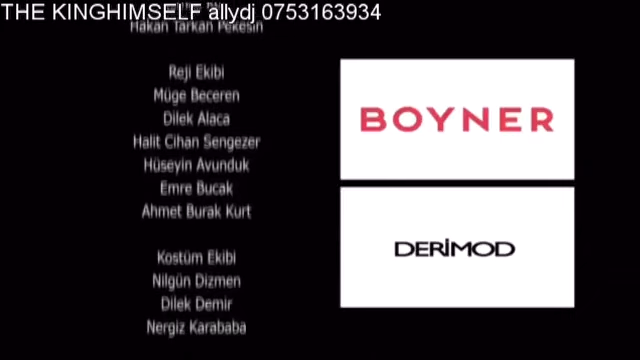 THE KINGHIMSELF allydj 0753163934
Hakan Tarkan Pekesin
Reji Ekibi
Müge Beceren
Dilek Alaca
Halit Cihan Sengezer
Hüseyin Avunduk
Emre Bucak
Ahmet Burak Kurt
Kostüm Ekibi
Nilgün Dizmen
Dilek Demir
Nergiz Karababa
BOYNER
DERİMOD